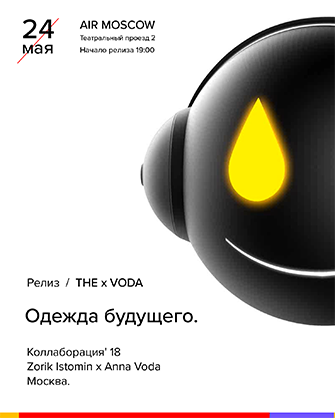 24
мая
AIR MOSCOW
Театральный проезд 2
Начало релиза 19:00
Релиз / THE x VODA
Одежда будущего.
Коллаборация' 18
Zorik Istomin x Anna Voda
Москва.